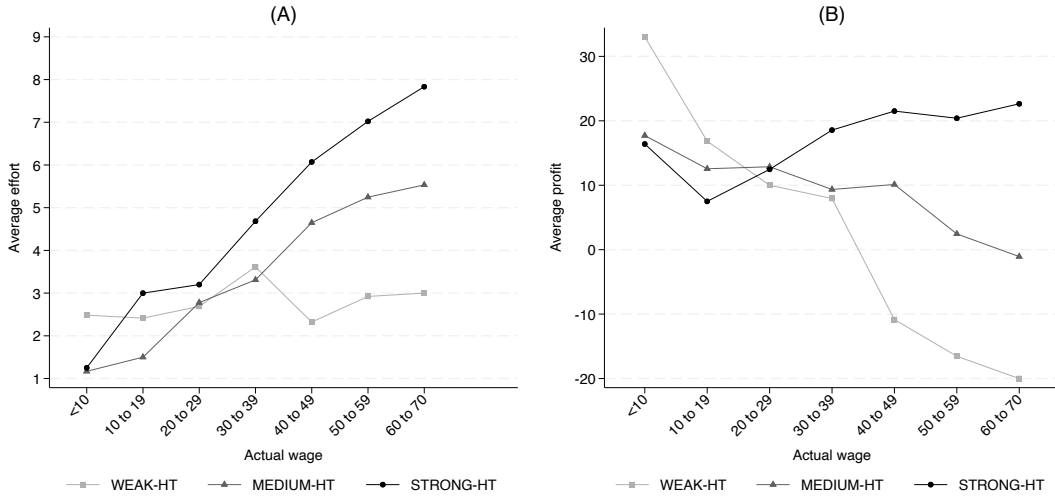 (A)
Average effort
9
8
7
6
5
4
3
2
1
<10
10 to 19
20 to 29
30 to 39
40 to 49
50 to 59
60 to 70
Actual wage
WEAK-HT
MEDIUM-HT
STRONG-HT
(B)
Average profit
30
20
10
0
-10
-20
<10
10 to 19
20 to 29
30 to 39
40 to 49
50 to 59
60 to 70
Actual wage
WEAK-HT
MEDIUM-HT
STRONG-HT